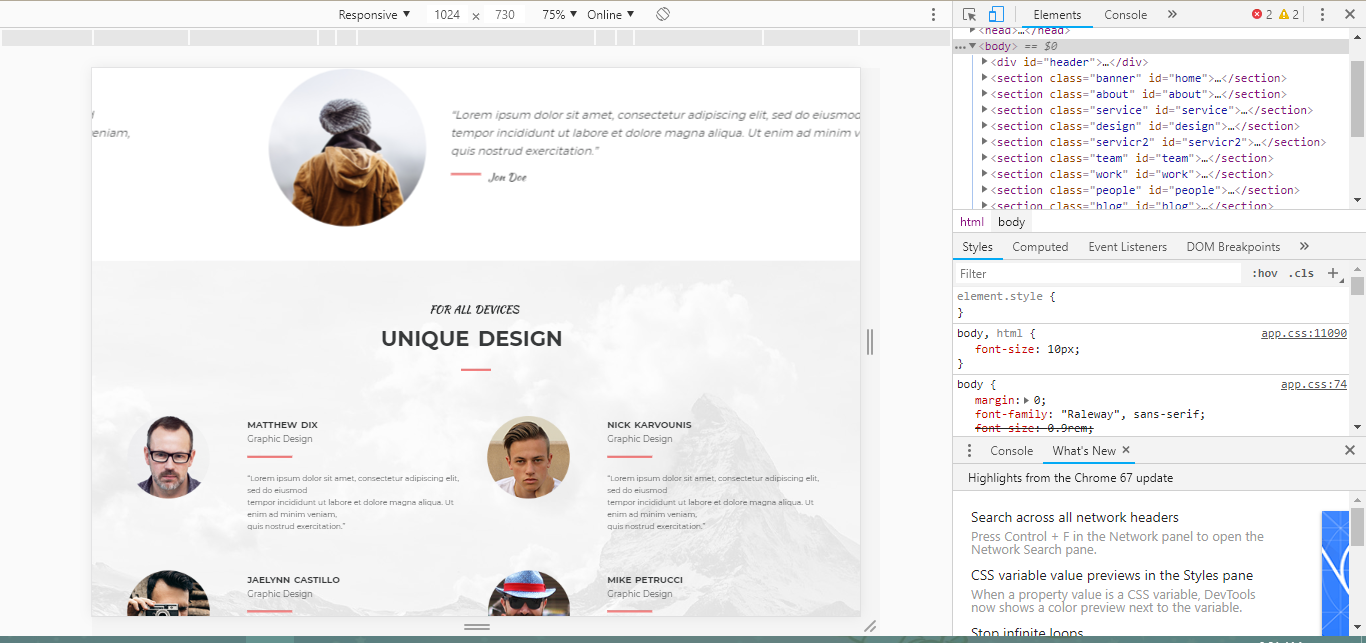 Responsive ▼ 1024 × 730 75% ▼ Online ▼
Elements Console » 2 2
<head>…</head>
… ▼<body> == $0
<div id="header">…</div>
<section class="banner" id="home">…</section>
<section class="about" id="about">…</section>
<section class="service" id="service">…</section>
<section class="design" id="design">…</section>
<section class="servicr2" id="servicr2">…</section>
<section class="team" id="team">…</section>
<section class="work" id="work">…</section>
<section class="people" id="people">…</section>
<section class="blog" id="blog">…</section>
html body
Styles Computed Event Listeners DOM Breakpoints »
Filter :hov .cls +
element.style {
}
body, html { app.css:11090
font-size: 10px;
}
body { app.css:74
margin: 0;
font-family: "Raleway", sans-serif;
font-size: 0.9rem;
Console What's New ×
Highlights from the Chrome 67 update
Search across all network headers
Press Control + F in the Network panel to open the
Network Search pane.
CSS variable value previews in the Styles pane
When a property value is a CSS variable, DevTools
now shows a color preview next to the variable.
Stop infinite loops
eniam,
"Lorem ipsum dolor sit amet, consectetur adipiscing elit, sed do eiusmod
tempor incididunt ut labore et dolore magna aliqua. Ut enim ad minim v
quis nostrud exercitation."
Jon Doe
FOR ALL DEVICES
UNIQUE DESIGN
MATTHEW DIX
Graphic Design
"Lorem ipsum dolor sit amet, consectetur adipiscing elit,
sed do eiusmod
tempor incididunt ut labore et dolore magna aliqua. Ut
enim ad minim veniam,
quis nostrud exercitation."
NICK KARVOUNIS
Graphic Design
"Lorem ipsum dolor sit amet, consectetur adipiscing elit,
sed do eiusmod
tempor incididunt ut labore et dolore magna aliqua. Ut
enim ad minim veniam,
quis nostrud exercitation."
JAELYNN CASTILLO
Graphic Design
MIKE PETRUCCI
Graphic Design